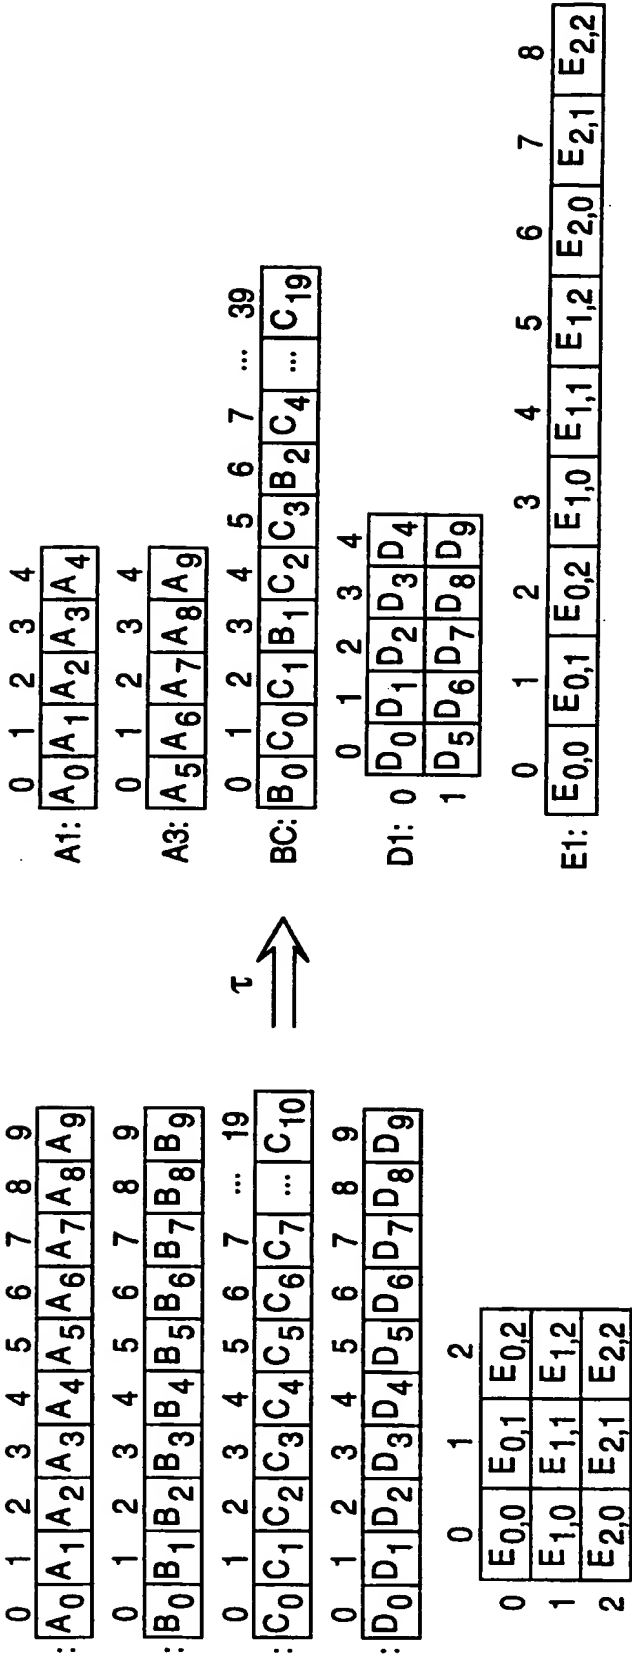 0 1 2 3 4 5 6 7 8 9
: A0 A1 A2 A3 A4 A5 A6 A7 A8 A9
0 1 2 3 4 5 6 7 8 9
: B0 B1 B2 B3 B4 B5 B6 B7 B8 B9
0 1 2 3 4 5 6 7 ... 19
: C0 C1 C2 C3 C4 C5 C6 C7 ... C10
0 1 2 3 4 5 6 7 8 9
: D0 D1 D2 D3 D4 D5 D6 D7 D8 D9
0 1 2
0 E0,0 E0,1 E0,2
1 E1,0 E1,1 E1,2
2 E2,0 E2,1 E2,2
τ
0 1 2 3 4
A1: A0 A1 A2 A3 A4
0 1 2 3 4
A3: A5 A6 A7 A8 A9
0 1 2 3 4 5 6 7 ... 39
BC: B0 C0 C1 B1 C2 C3 B2 C4 ... C19
0 1 2 3 4
D1: 0 D0 D1 D2 D3 D4
1 D5 D6 D7 D8 D9
0 1 2 3 4 5 6 7 8
E1: E0,0 E0,1 E0,2 E1,0 E1,1 E1,2 E2,0 E2,1 E2,2